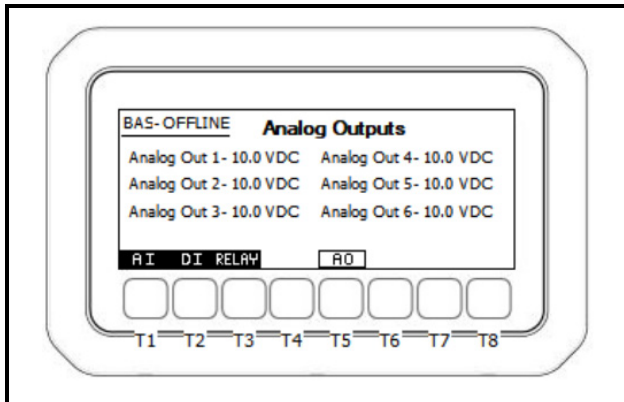 BAS- OFFLINE Analog Outputs
Analog Out 1- 10.0 VDC Analog Out 4- 10.0 VDC
Analog Out 2- 10.0 VDC Analog Out 5- 10.0 VDC
Analog Out 3- 10.0 VDC Analog Out 6- 10.0 VDC
AI DI RELAY AO
T1 T2 T3 T4 T5 T6 T7 T8